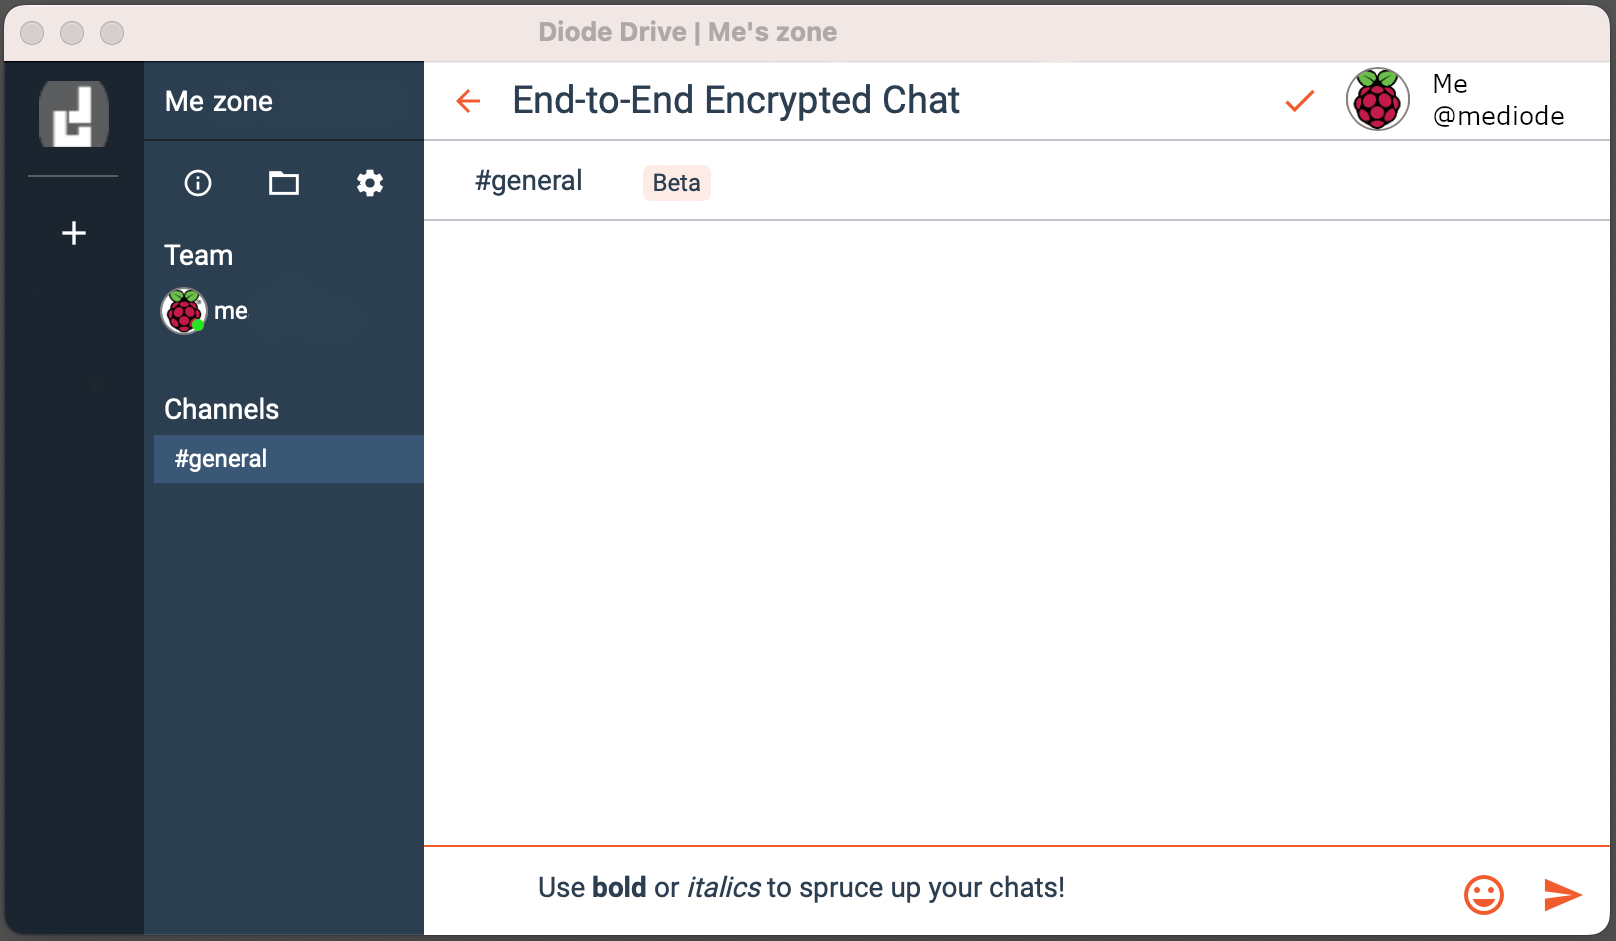 Diode Drive | Me's zone
Me zone
End-to-End Encrypted Chat
Me
@mediode
#general
Beta
Team
me
Channels
#general
Use bold or italics to spruce up your chats!